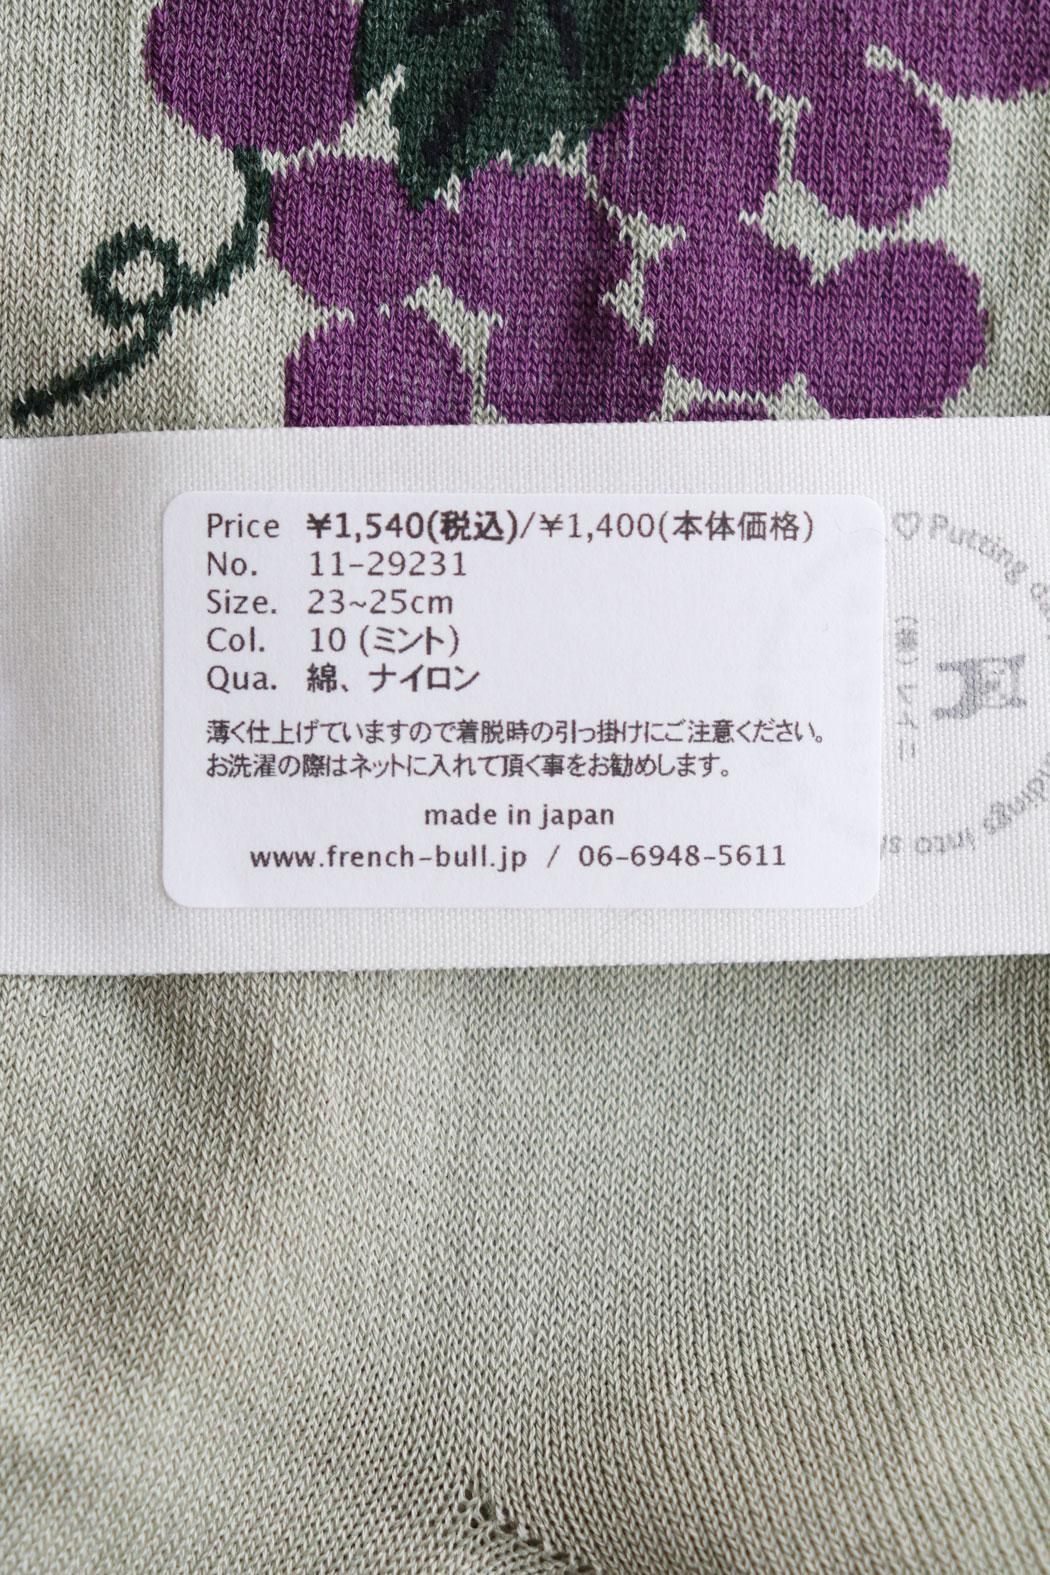 Price ¥1,540(税込)/¥1,400(本体価格)
No. 11-29231
Size. 23~25cm
Col. 10 (ミント)
Qua. 綿、ナイロン
薄く仕上げていますので着脱時の引っ掛けにご注意ください。
お洗濯の際はネットに入れて頂く事をお勧めします。
made in japan
www.french-bull.jp / 06-6948-5611
♡ Putting
into